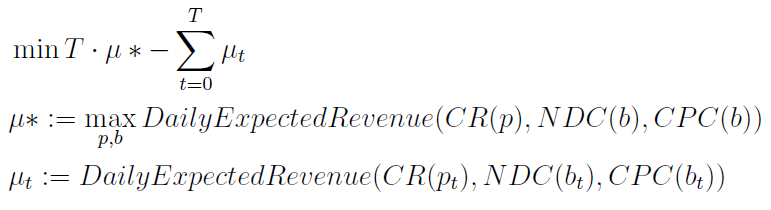 min T · μ * − ∑_{t=0}^{T} μ_t
μ* := max_{p,b} DailyExpectedRevenue(CR(p), NDC(b), CPC(b))
μ_t := DailyExpectedRevenue(CR(p_t), NDC(b_t), CPC(b_t))